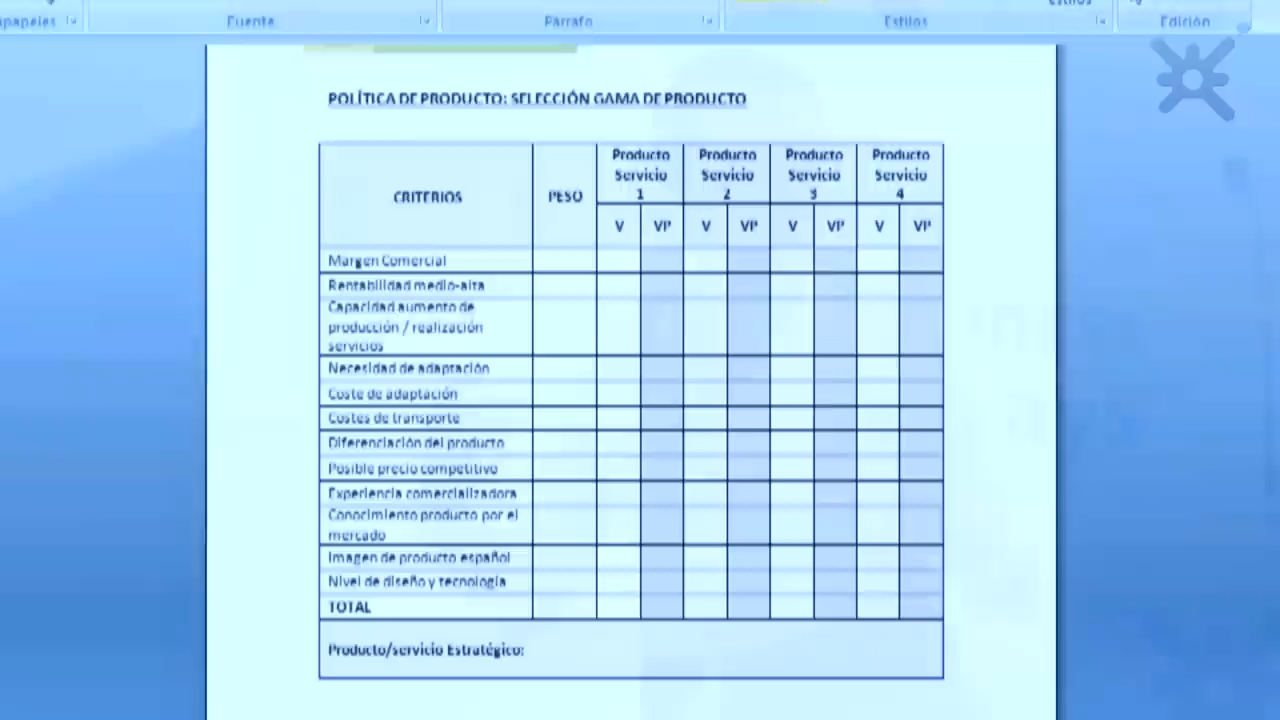 Fuente
Párrafo
Estilos
Edición
POLÍTICA DE PRODUCTO: SELECCIÓN GAMA DE PRODUCTO
CRITERIOS
PESO
Producto
Servicio
1
Producto
Servicio
2
Producto
Servicio
3
Producto
Servicio
4
V VP V VP V VP V VP
Margen Comercial
Rentabilidad medio-alta
Capacidad aumento de
producción / realización
servicios
Necesidad de adaptación
Coste de adaptación
Costes de transporte
Diferenciación del producto
Posible precio competitivo
Experiencia comercializadora
Conocimiento producto por el
mercado
Imagen de producto español
Nivel de diseño y tecnología
TOTAL
Producto/servicio Estratégico: